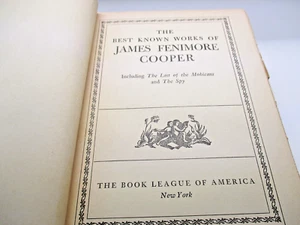 THE
BEST KNOWN WORKS OF
JAMES FENIMORE
COOPER
Including The Last of the Mohicans
and The Spy
THE BOOK LEAGUE OF AMERICA
New York